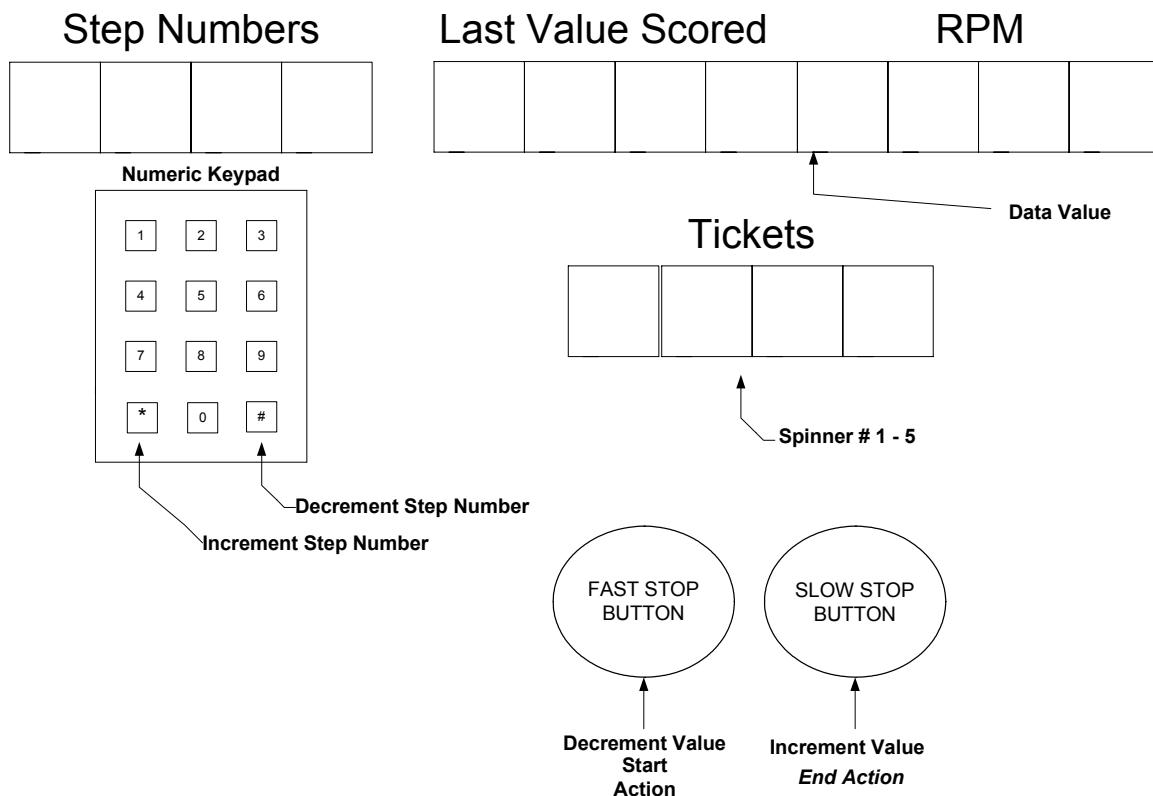 Step Numbers
Last Value Scored
RPM
Numeric Keypad
Data Value
1 2 3
4 5 6
7 8 9
* 0 #
Tickets
Spinner # 1 - 5
Decrement Step Number
Increment Step Number
FAST STOP
BUTTON
SLOW STOP
BUTTON
Decrement Value
Start
Action
Increment Value
End Action